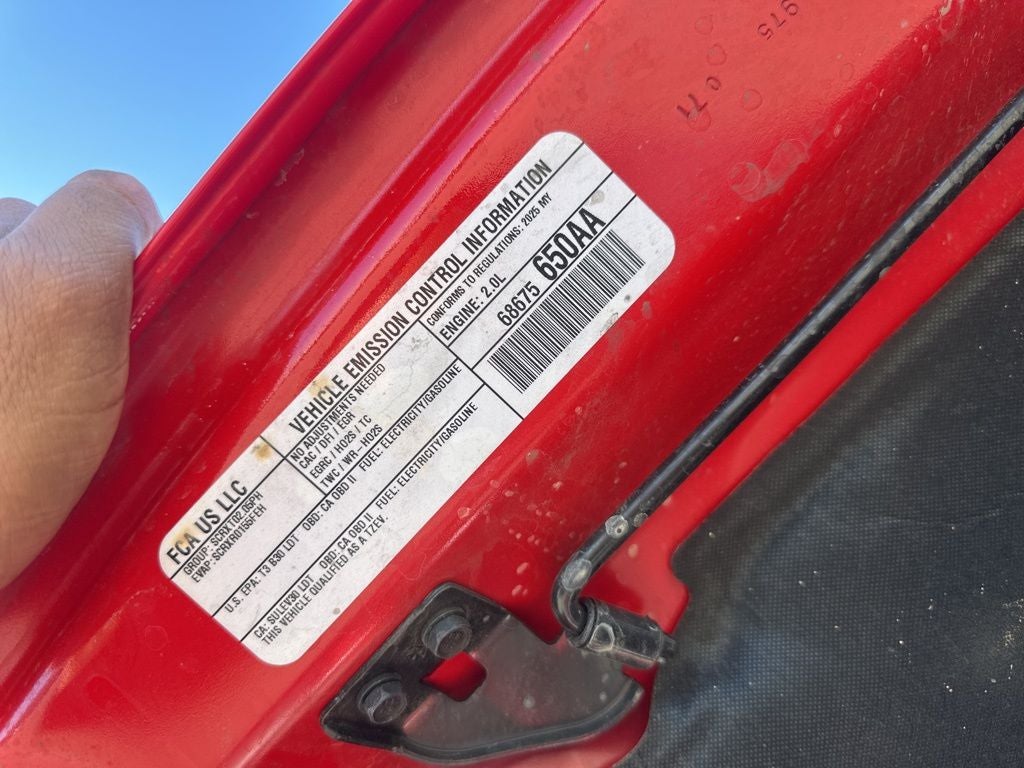 975
071
FCA US LLC
VEHICLE EMISSION CONTROL INFORMATION
GROUP: SCRXT02.05PH
EVAP: SCRXR0155FEH
NO ADJUSTMENTS NEEDED
CAC / DFI / EGR
EGRC / HO2S / TC
TWC / WR-HO2S
CONFORMS TO REGULATIONS: 2025 MY
ENGINE: 2.0L
68675 650AA
U.S. EPA: T3 B30 LDT OBD: CA OBD II FUEL: ELECTRICITY/GASOLINE
CA: SULEV30 LDT OBD: CA OBD II FUEL: ELECTRICITY/GASOLINE
THIS VEHICLE QUALIFIED AS A TZEV.